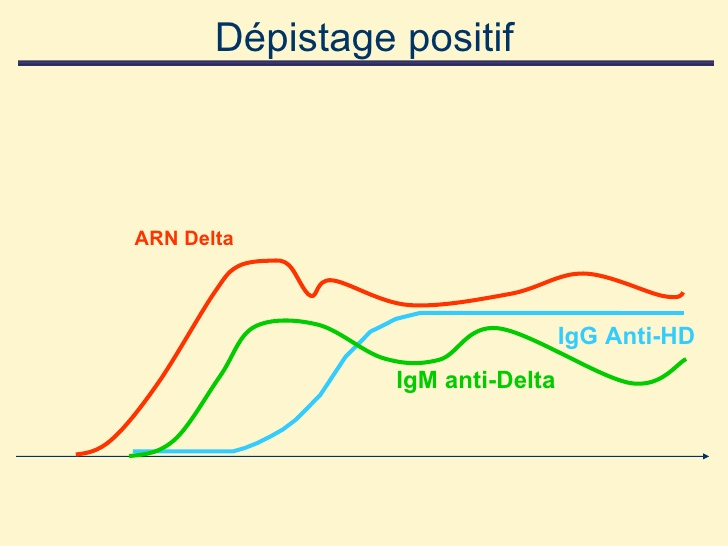 Dépistage positif
ARN Delta
IgG Anti-HD
IgM anti-Delta